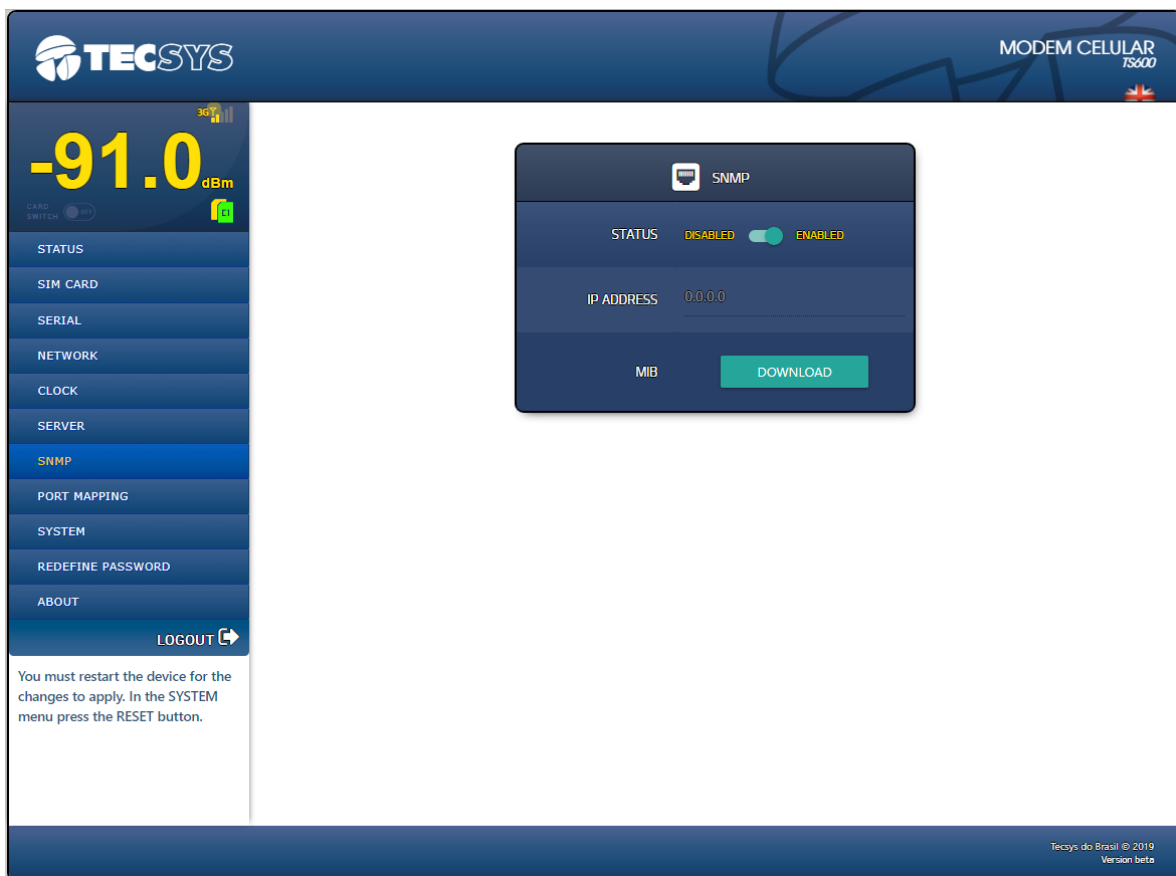 TECSYS
MODEM CELULAR
TS600
3G
-91.0 dBm
CARD
SWITCH OFF
STATUS
SIM CARD
SERIAL
NETWORK
CLOCK
SERVER
SNMP
PORT MAPPING
SYSTEM
REDEFINE PASSWORD
ABOUT
LOGOUT
You must restart the device for the
changes to apply. In the SYSTEM
menu press the RESET button.
SNMP
STATUS DISABLED ENABLED
IP ADDRESS 0.0.0.0
MIB DOWNLOAD
Tecsys do Brasil © 2019
Version beta